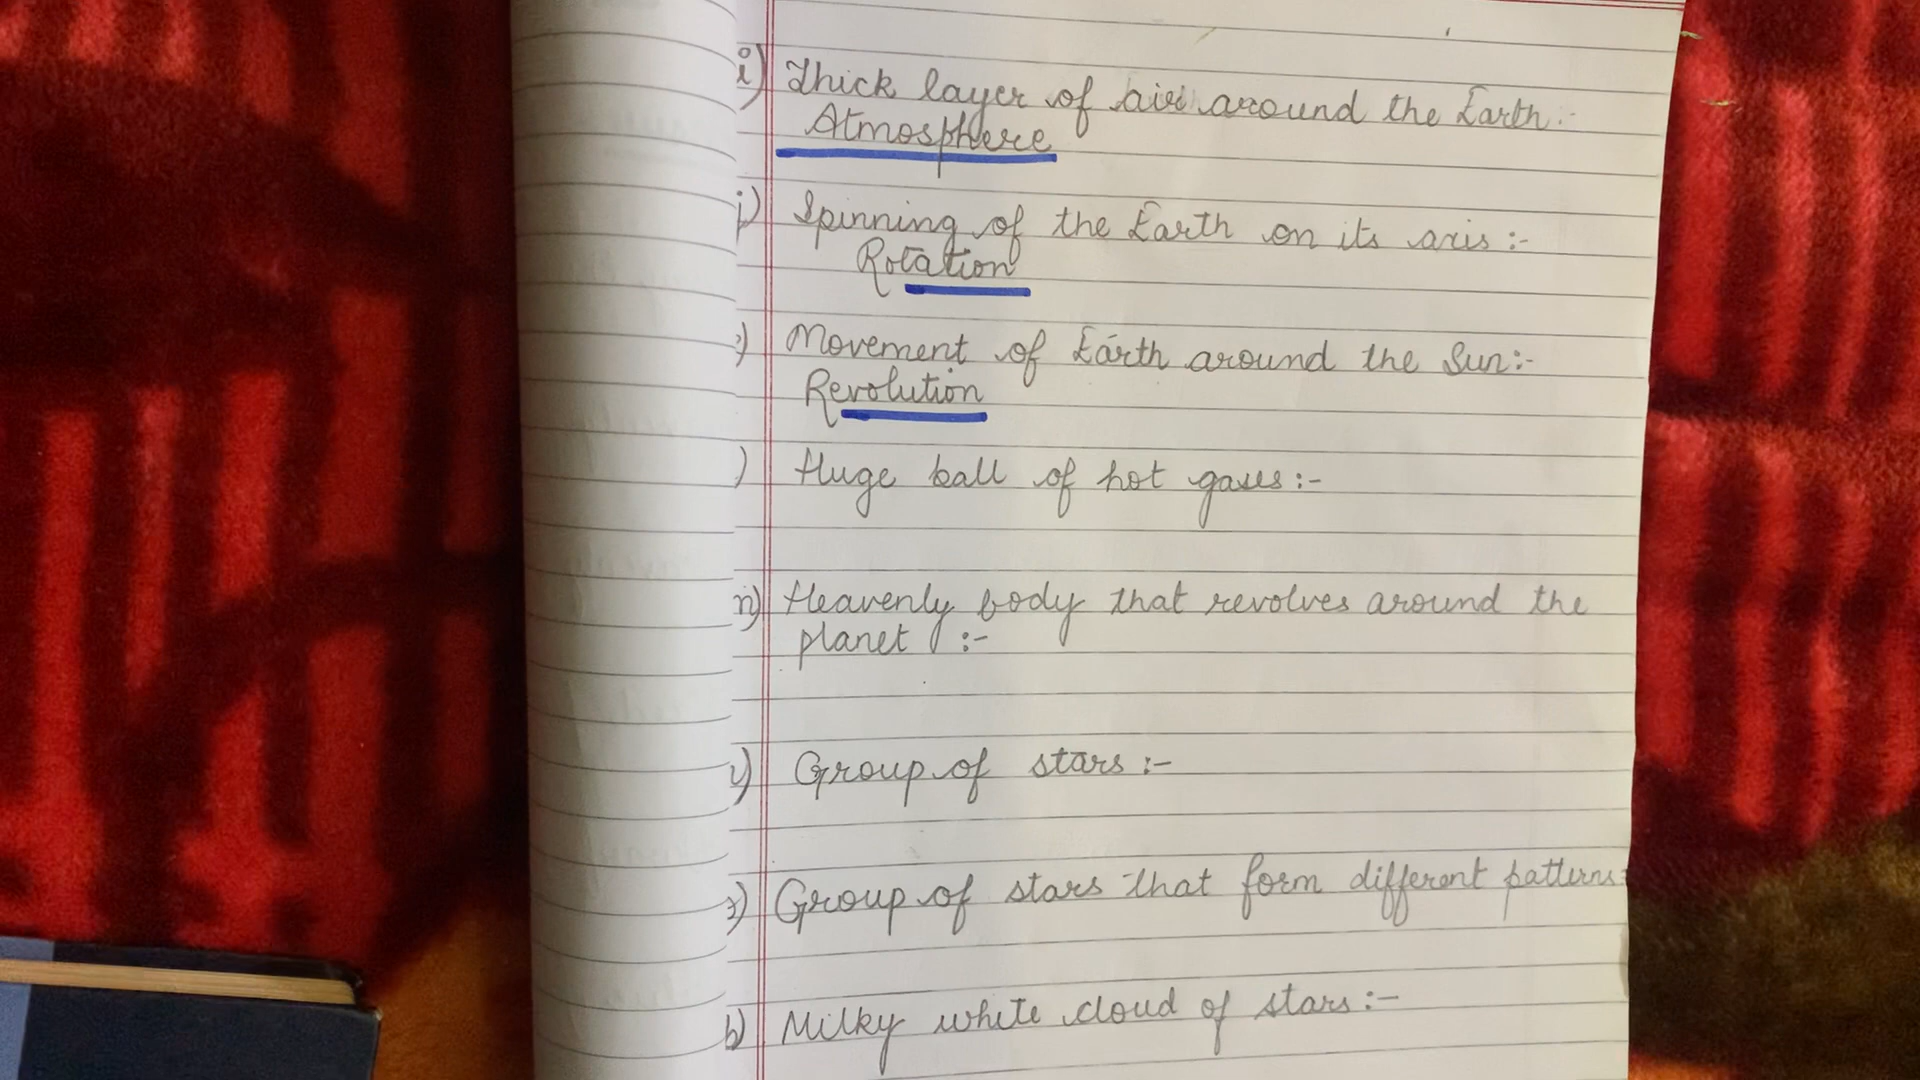 i) Thick layer of air around the Earth:-
Atmosphere
j) Spinning of the Earth on its axis :-
Rotation
) Movement of Earth around the Sun:-
Revolution
) Huge ball of hot gases :-
n) Heavenly body that revolves around the
planet :-
) Group of stars :-
) Group of stars that form different patterns:
b) Milky white cloud of stars :-